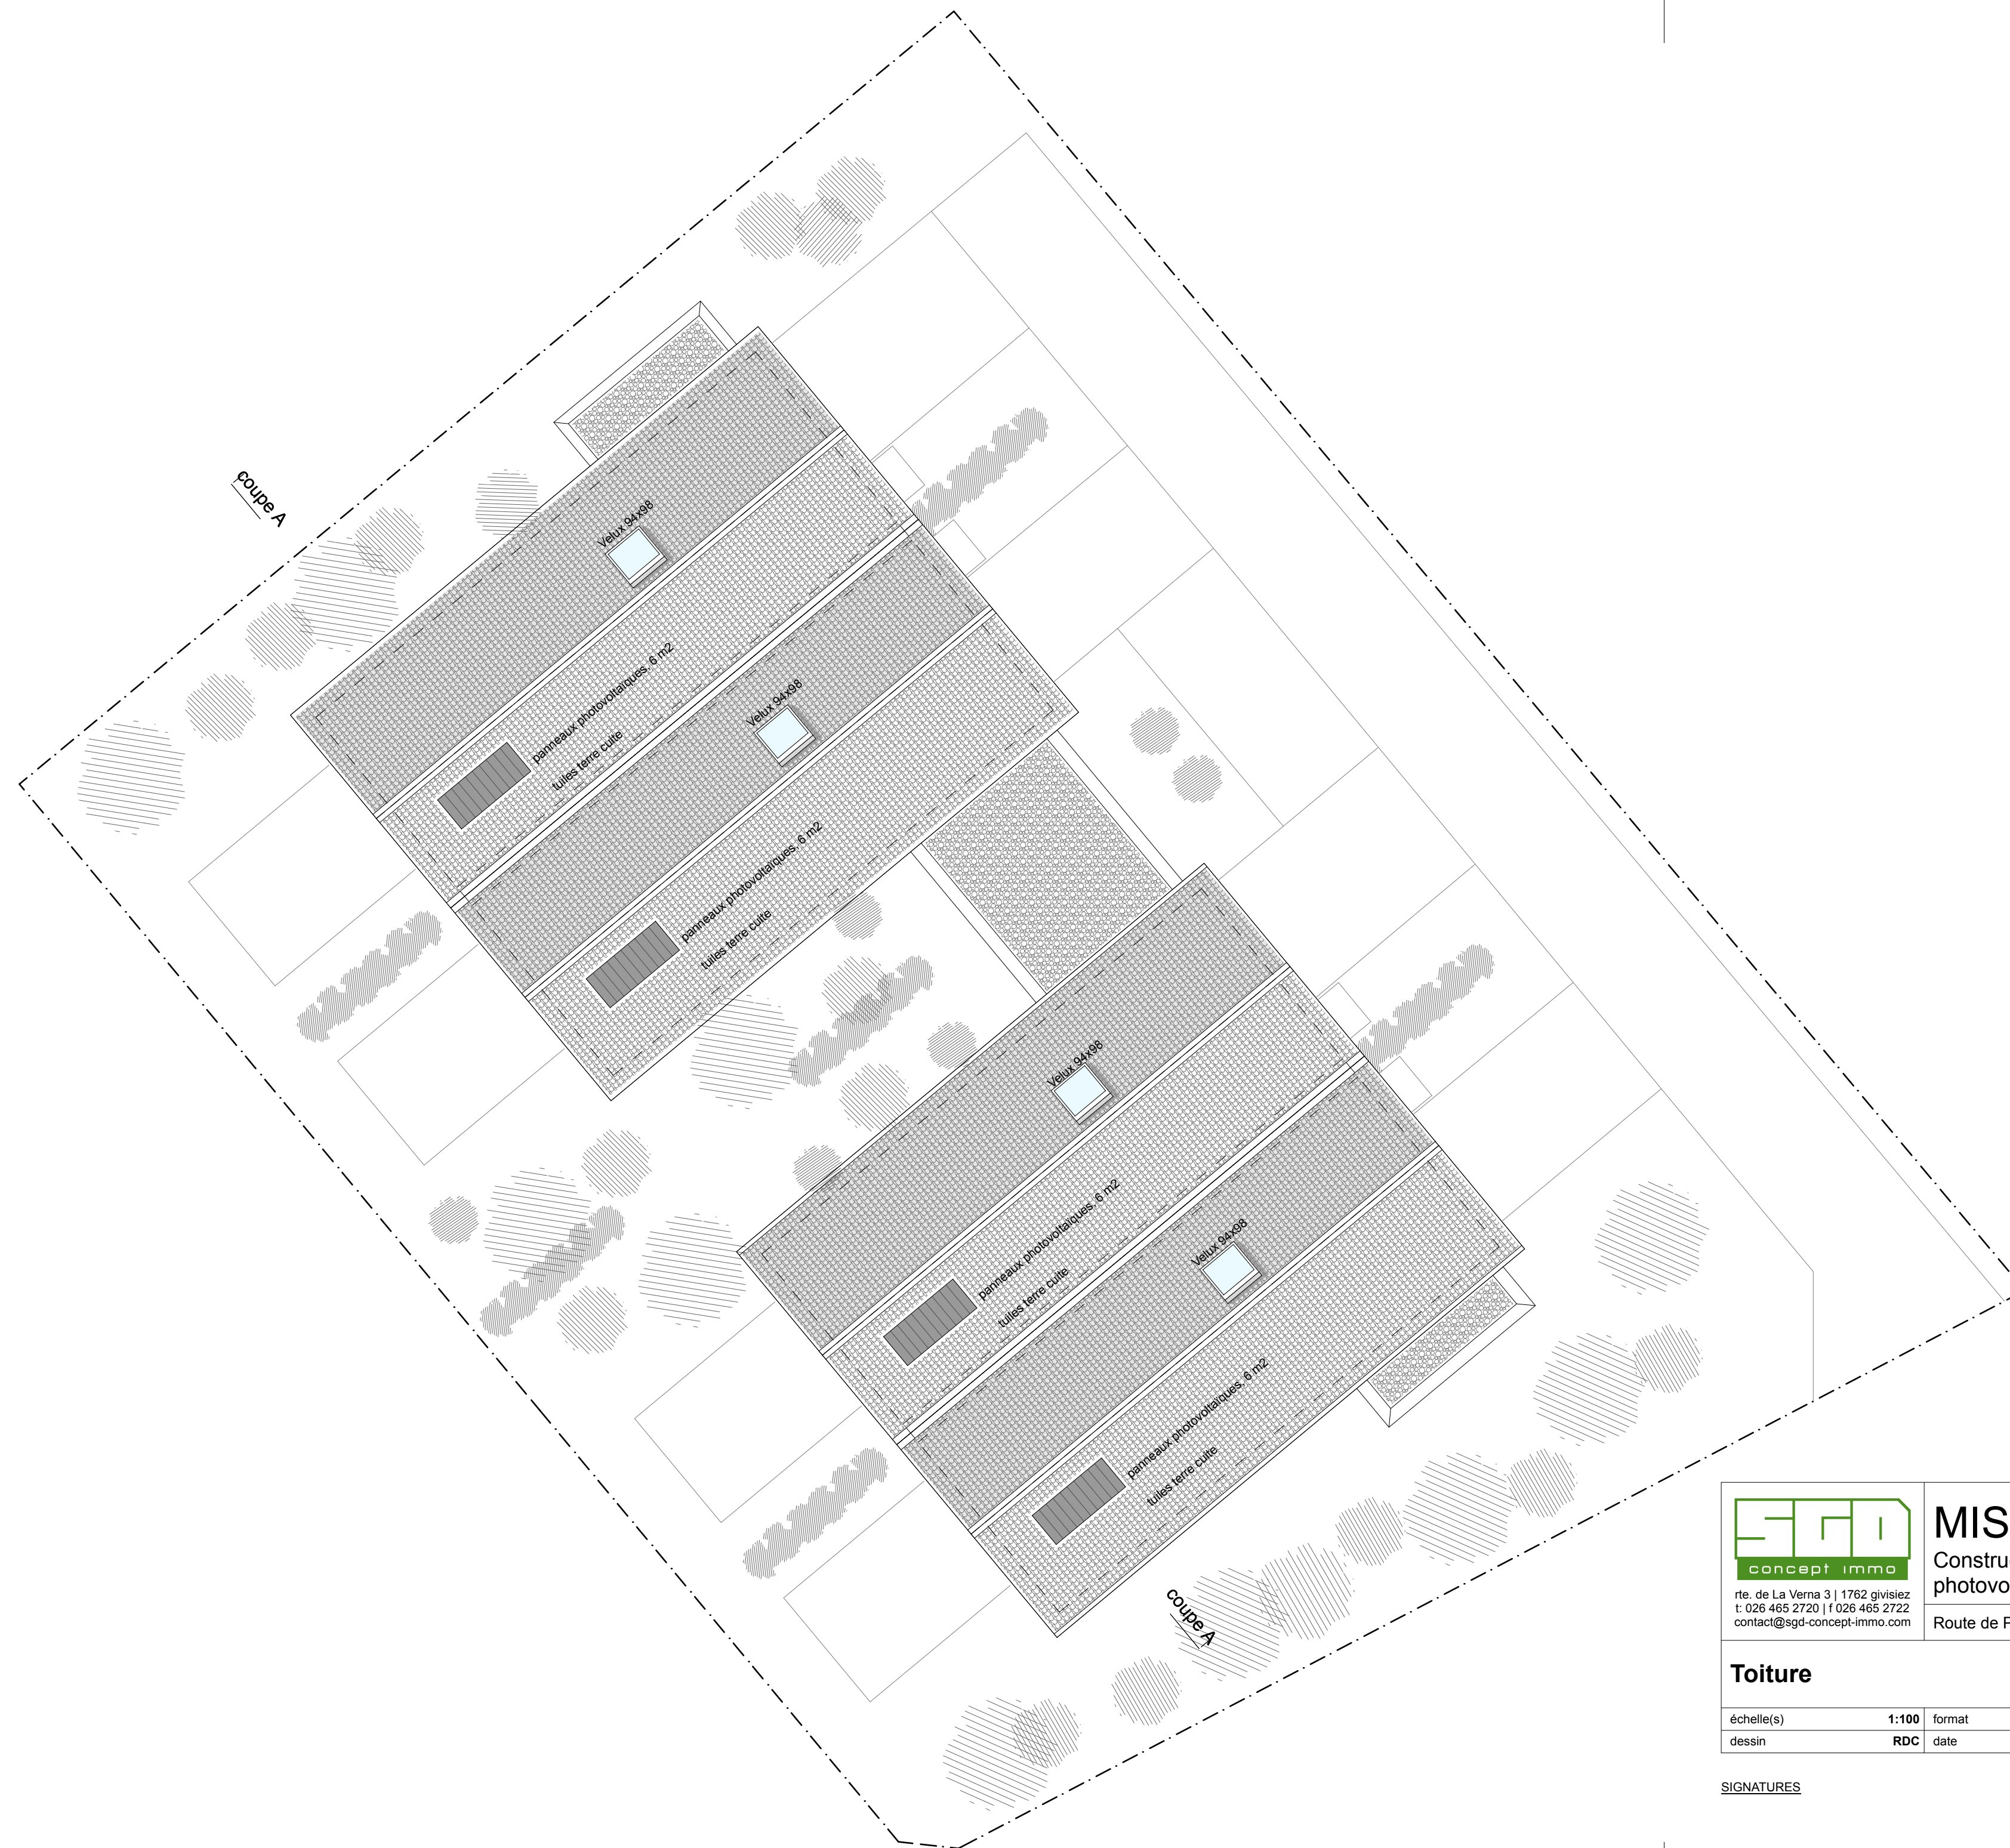 coupe A
Velux 94x98
panneaux photovoltaïques, 6 m2
tuiles terre cuite
Velux 94x98
panneaux photovoltaïques, 6 m2
tuiles terre cuite
Velux 94x98
panneaux photovoltaïques, 6 m2
tuiles terre cuite
Velux 94x98
panneaux photovoltaïques, 6 m2
tuiles terre cuite
coupe A
SGD
concept immo
rte. de La Verna 3 | 1762 givisiez
t: 026 465 2720 | f 026 465 2722
contact@sgd-concept-immo.com
MIS
Constru
photovo
Route de P
Toiture
échelle(s) 1:100 format
dessin RDC date
SIGNATURES